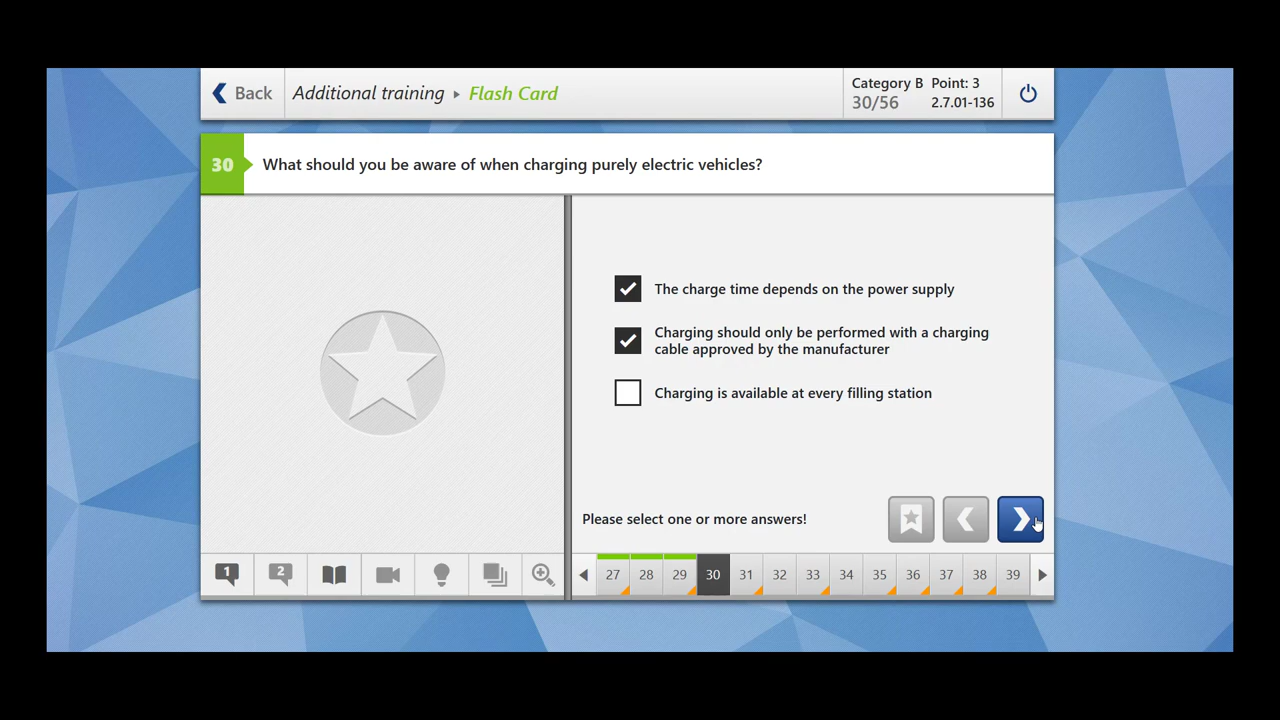 Back
Additional training ▸ Flash Card
Category B Point: 3
30/56 2.7.01-136
30
What should you be aware of when charging purely electric vehicles?
The charge time depends on the power supply
Charging should only be performed with a charging
cable approved by the manufacturer
Charging is available at every filling station
Please select one or more answers!
1 2
27 28 29 30 31 32 33 34 35 36 37 38 39